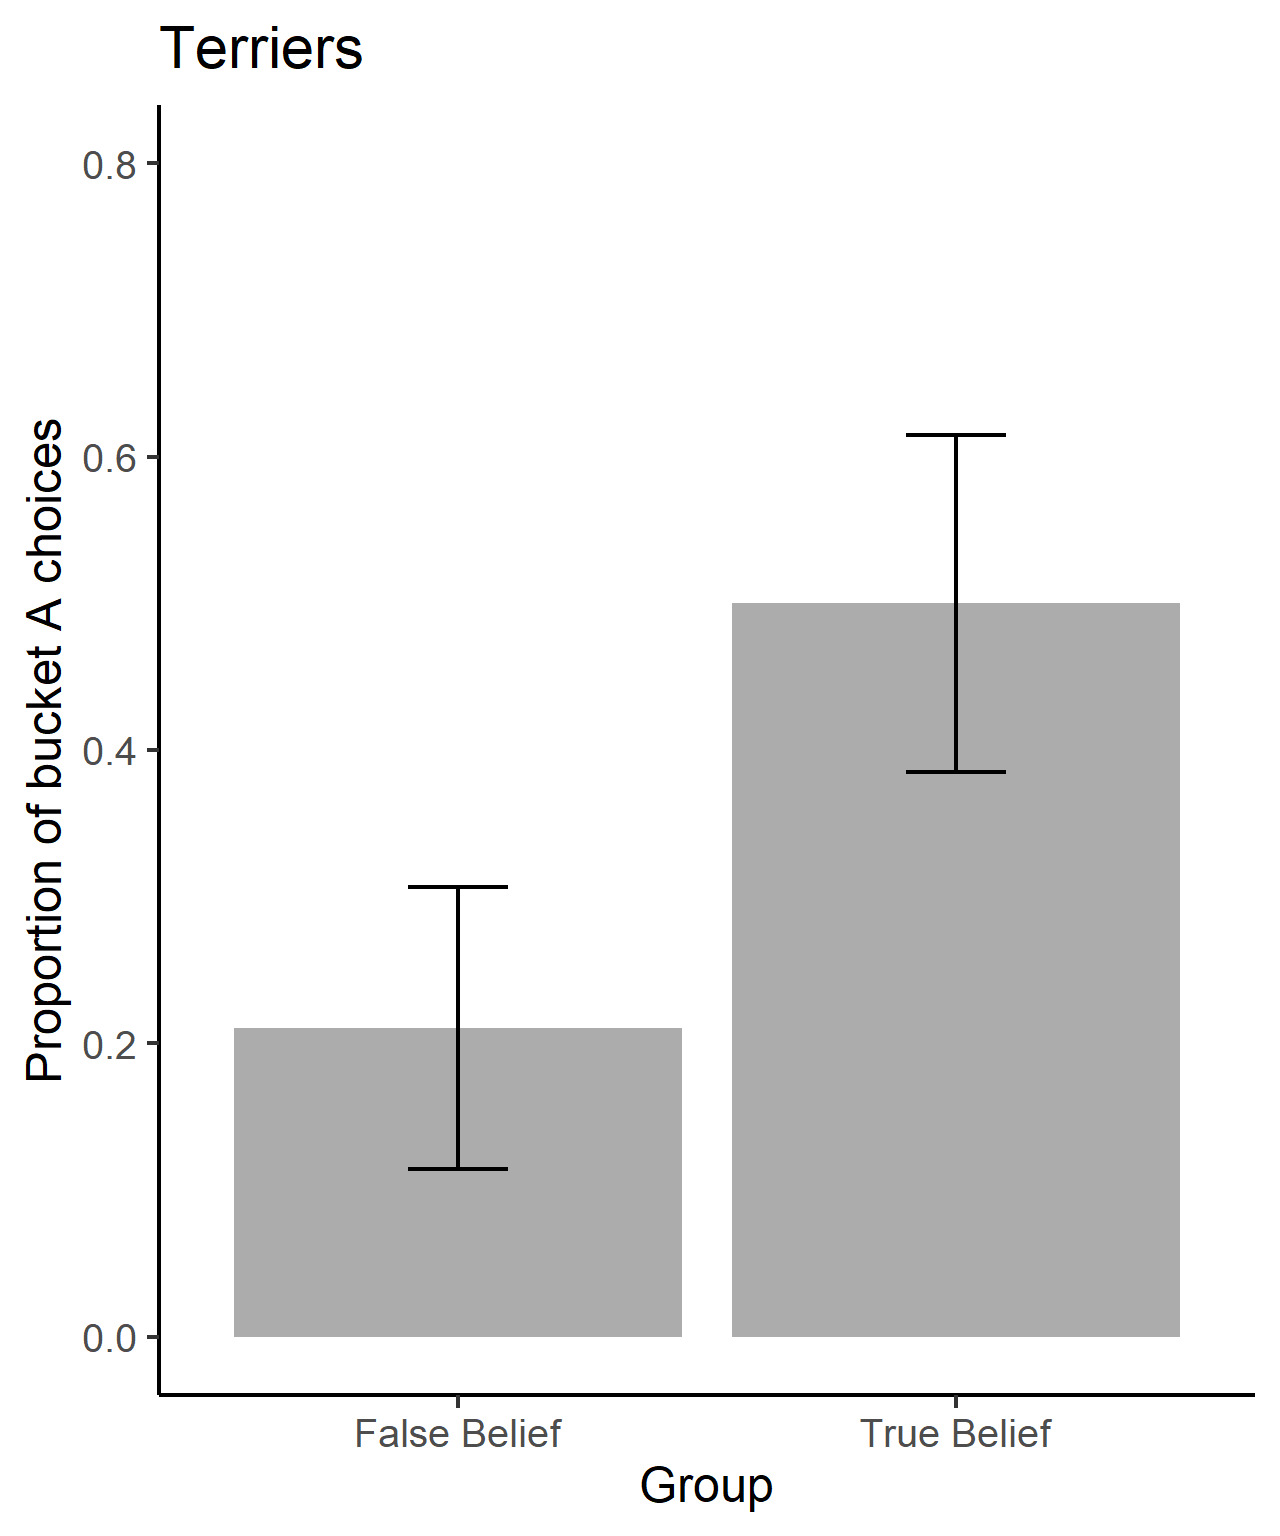 Terriers
Proportion of bucket A choices
0.8
0.6
0.4
0.2
0.0
False Belief
True Belief
Group